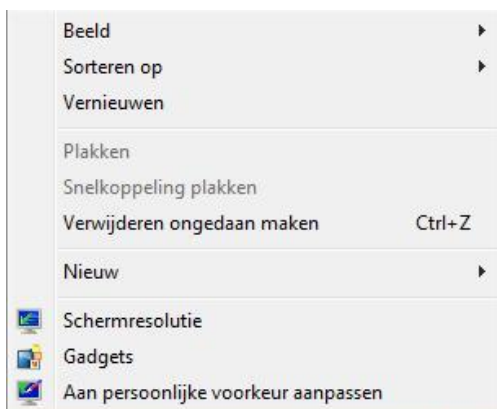 Beeld
Sorteren op
Vernieuwen
Plakken
Snelkoppeling plakken
Verwijderen ongedaan maken Ctrl+Z
Nieuw
Schermresolutie
Gadgets
Aan persoonlijke voorkeur aanpassen